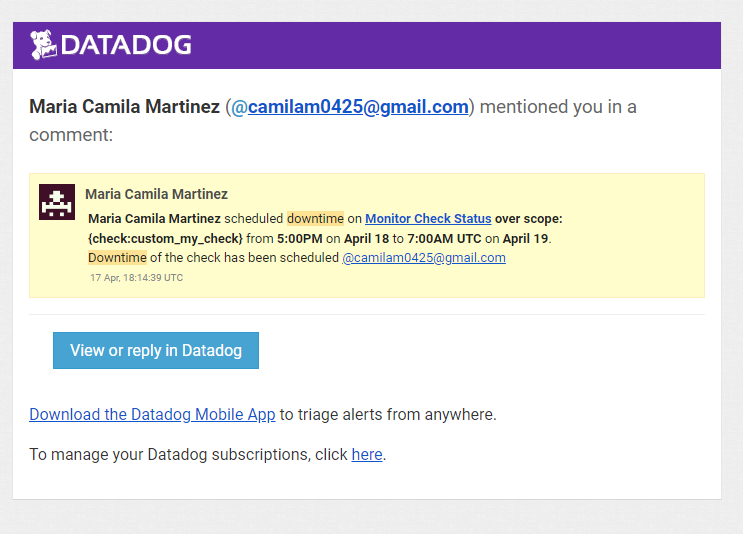 DATADOG
Maria Camila Martinez (@camilam0425@gmail.com) mentioned you in a
comment:
Maria Camila Martinez
Maria Camila Martinez scheduled downtime on Monitor Check Status over scope:
{check:custom_my_check} from 5:00PM on April 18 to 7:00AM UTC on April 19.
Downtime of the check has been scheduled @camilam0425@gmail.com
17 Apr, 18:14:39 UTC
View or reply in Datadog
Download the Datadog Mobile App to triage alerts from anywhere.
To manage your Datadog subscriptions, click here.